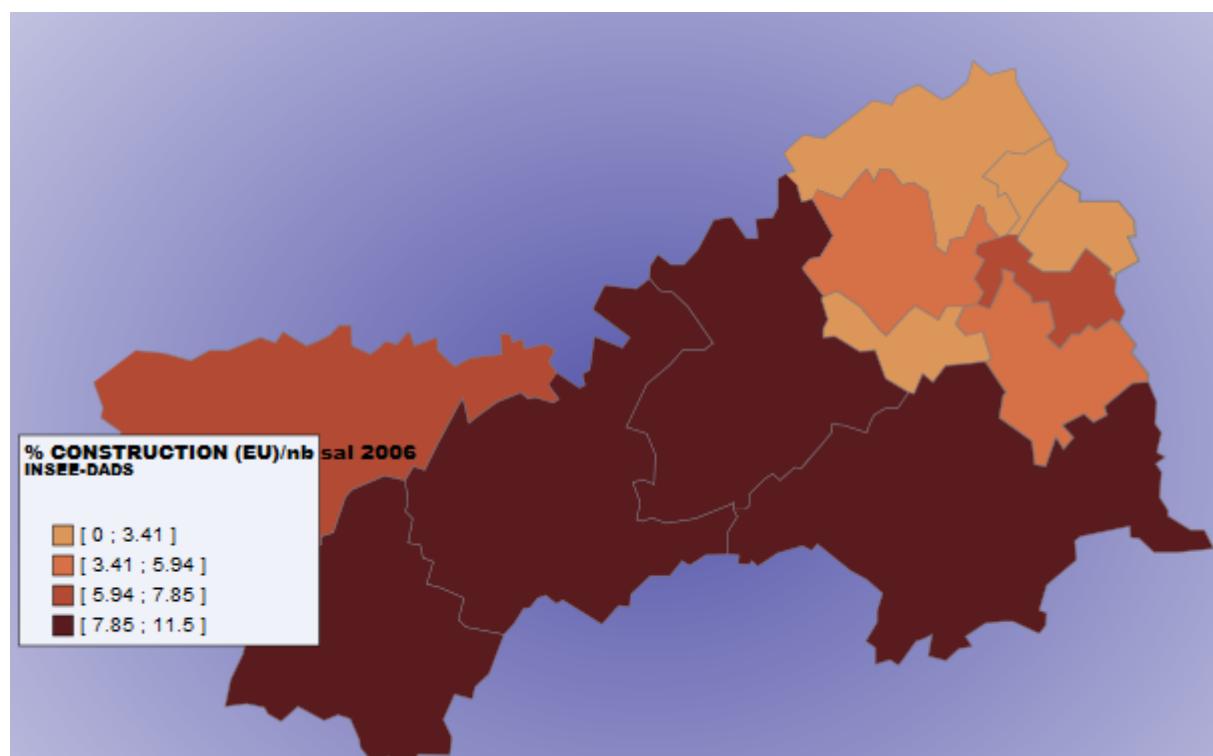 % CONSTRUCTION (EU)/nb sal 2006
INSEE-DADS
[ 0 ; 3.41 ]
[ 3.41 ; 5.94 ]
[ 5.94 ; 7.85 ]
[ 7.85 ; 11.5 ]